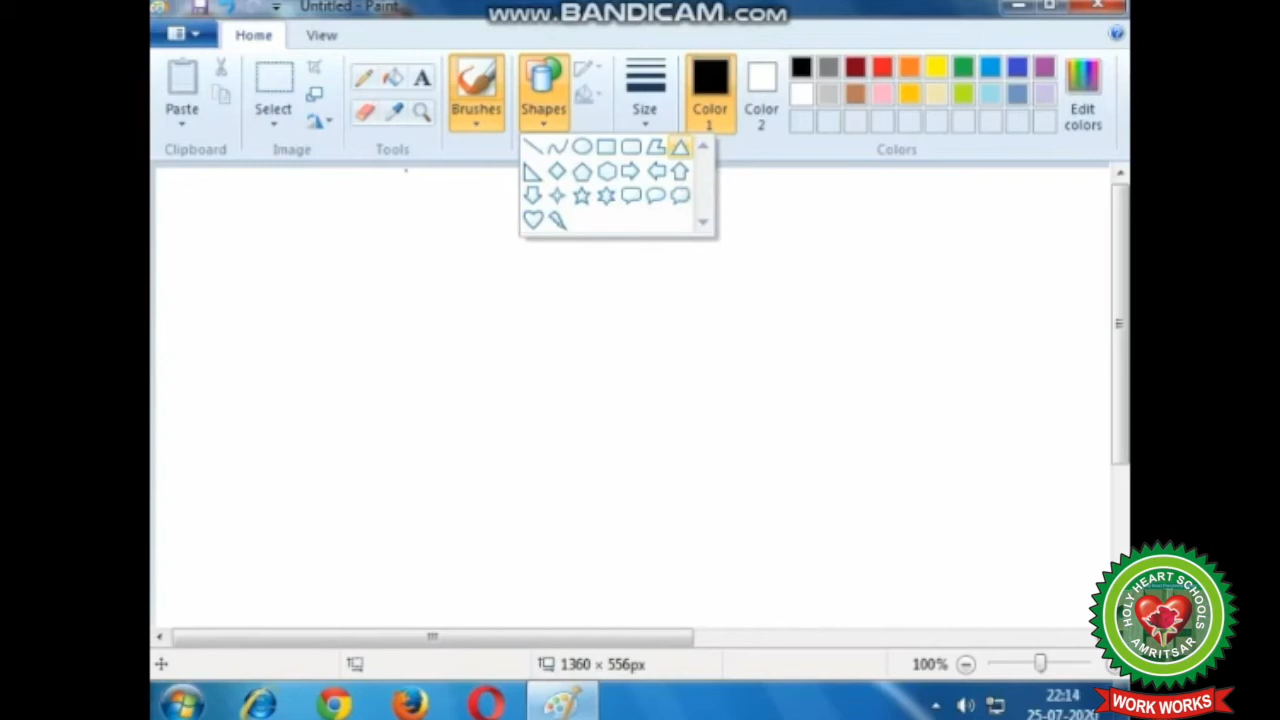 Untitled - Paint
www.BANDICAM.com
Home
View
Paste
Select
Brushes
Shapes
Size
Color
1
Color
2
Edit
colors
Clipboard
Image
Tools
Colors
1360 × 556px
100%
22:14
25-07-2026
HOLY HEART SCHOOLS
AMRITSAR
WORK WORKS